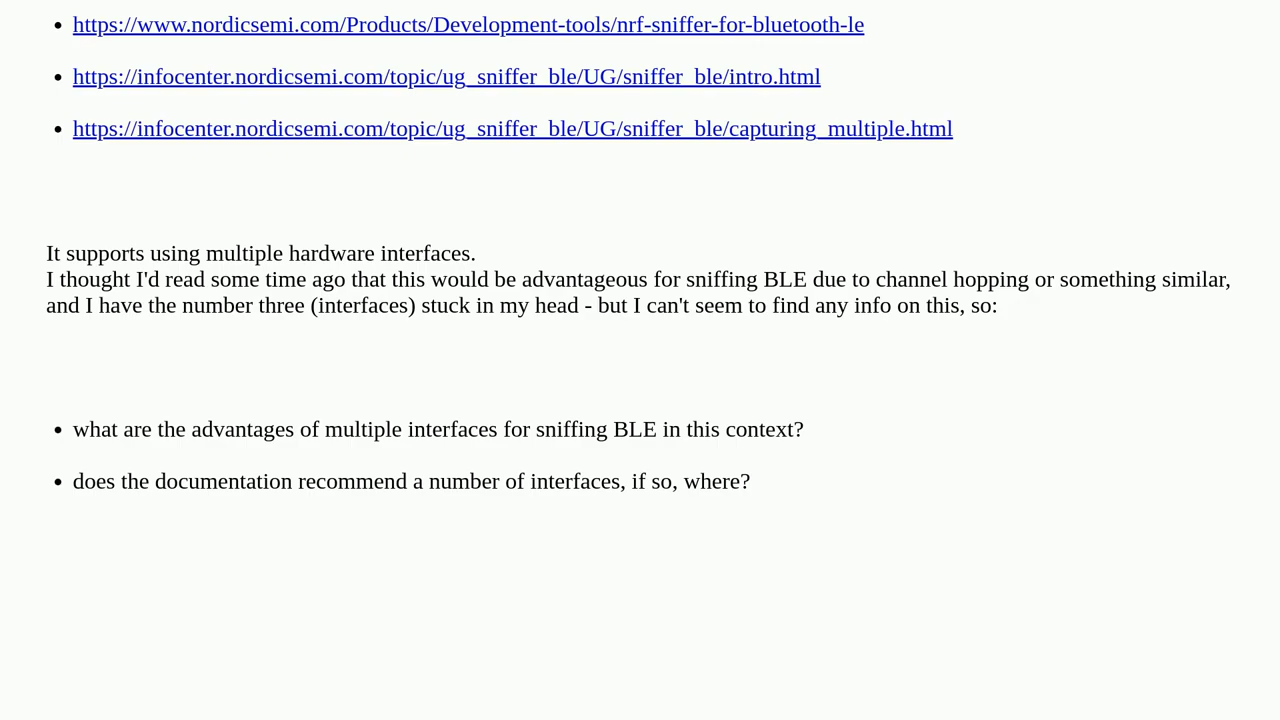 • https://www.nordicsemi.com/Products/Development-tools/nrf-sniffer-for-bluetooth-le
• https://infocenter.nordicsemi.com/topic/ug_sniffer_ble/UG/sniffer_ble/intro.html
• https://infocenter.nordicsemi.com/topic/ug_sniffer_ble/UG/sniffer_ble/capturing_multiple.html
It supports using multiple hardware interfaces.
I thought I'd read some time ago that this would be advantageous for sniffing BLE due to channel hopping or something similar,
and I have the number three (interfaces) stuck in my head - but I can't seem to find any info on this, so:
• what are the advantages of multiple interfaces for sniffing BLE in this context?
• does the documentation recommend a number of interfaces, if so, where?